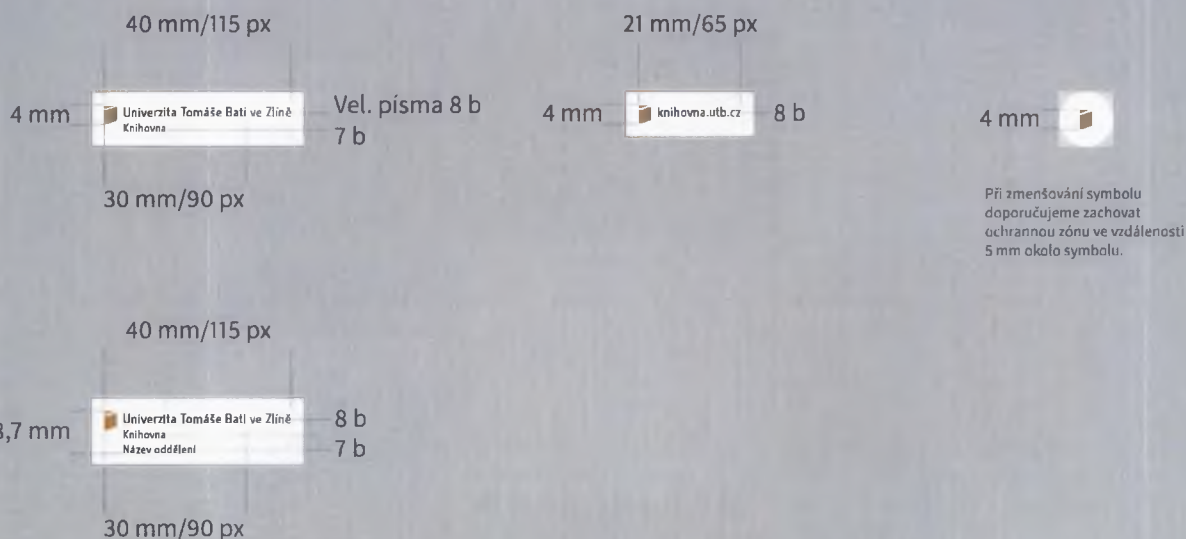 40 mm/115 px
4 mm
Univerzita Tomáše Bati ve Zlíně
Knihovna
Vel. písma 8 b
7 b
30 mm/90 px
21 mm/65 px
4 mm
knihovna.utb.cz
8 b
4 mm
Při zmenšování symbolu
doporučujeme zachovat
ochrannou zónu ve vzdálenosti
5 mm okolo symbolu.
40 mm/115 px
8,7 mm
Univerzita Tomáše Bati ve Zlíně
Knihovna
Název oddělení
8 b
7 b
30 mm/90 px